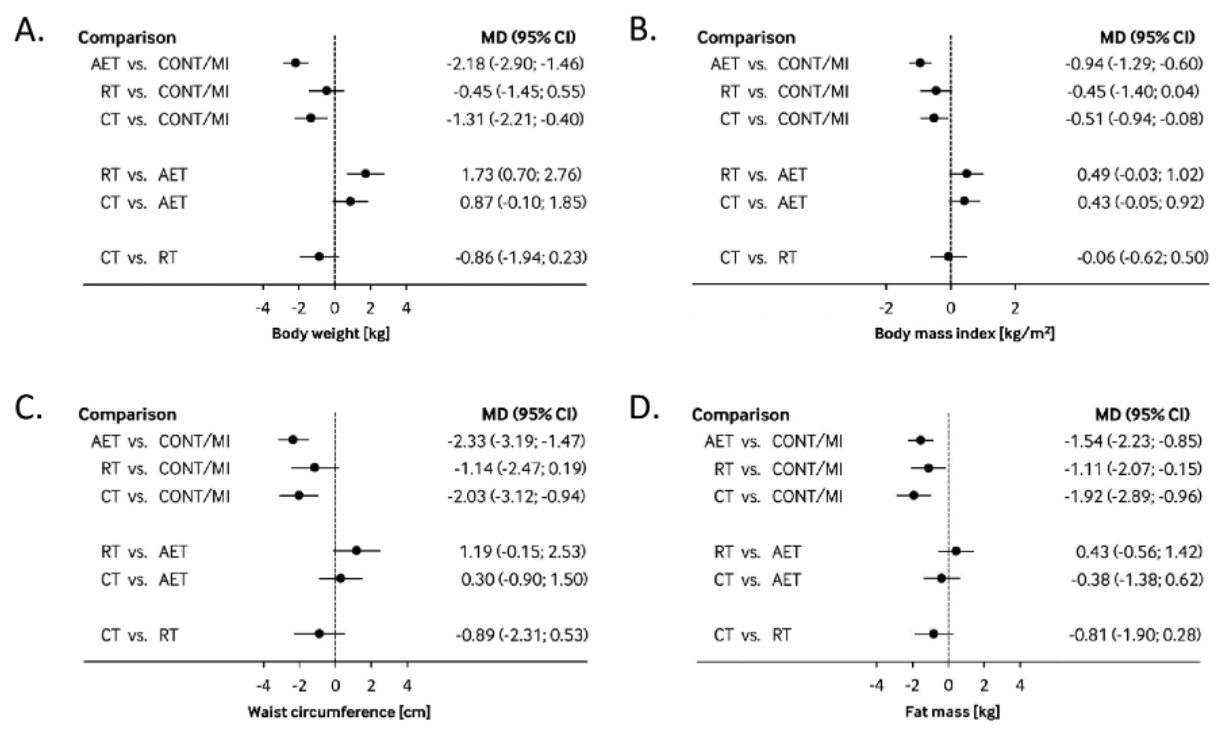 A.
Comparison MD (95% CI)
AET vs. CONT/MI -2.18 (-2.90; -1.46)
RT vs. CONT/MI -0.45 (-1.45; 0.55)
CT vs. CONT/MI -1.31 (-2.21; -0.40)
RT vs. AET 1.73 (0.70; 2.76)
CT vs. AET 0.87 (-0.10; 1.85)
CT vs. RT -0.86 (-1.94; 0.23)
-4 -2 0 2 4
Body weight [kg]
B.
Comparison MD (95% CI)
AET vs. CONT/MI -0.94 (-1.29; -0.60)
RT vs. CONT/MI -0.45 (-1.40; 0.04)
CT vs. CONT/MI -0.51 (-0.94; -0.08)
RT vs. AET 0.49 (-0.03; 1.02)
CT vs. AET 0.43 (-0.05; 0.92)
CT vs. RT -0.06 (-0.62; 0.50)
-2 0 2
Body mass index [kg/m²]
C.
Comparison MD (95% CI)
AET vs. CONT/MI -2.33 (-3.19; -1.47)
RT vs. CONT/MI -1.14 (-2.47; 0.19)
CT vs. CONT/MI -2.03 (-3.12; -0.94)
RT vs. AET 1.19 (-0.15; 2.53)
CT vs. AET 0.30 (-0.90; 1.50)
CT vs. RT -0.89 (-2.31; 0.53)
-4 -2 0 2 4
Waist circumference [cm]
D.
Comparison MD (95% CI)
AET vs. CONT/MI -1.54 (-2.23; -0.85)
RT vs. CONT/MI -1.11 (-2.07; -0.15)
CT vs. CONT/MI -1.92 (-2.89; -0.96)
RT vs. AET 0.43 (-0.56; 1.42)
CT vs. AET -0.38 (-1.38; 0.62)
CT vs. RT -0.81 (-1.90; 0.28)
-4 -2 0 2 4
Fat mass [kg]